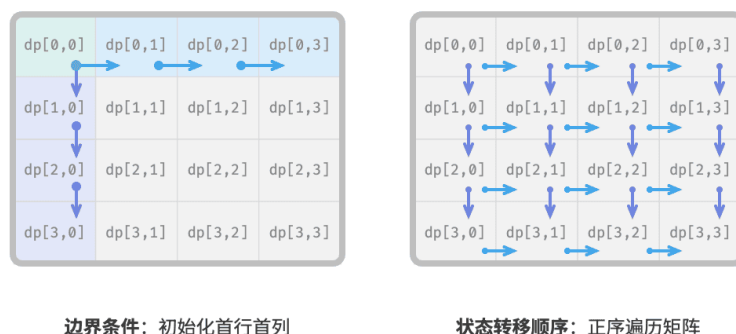 dp[0,0] dp[0,1] dp[0,2] dp[0,3]
dp[1,0] dp[1,1] dp[1,2] dp[1,3]
dp[2,0] dp[2,1] dp[2,2] dp[2,3]
dp[3,0] dp[3,1] dp[3,2] dp[3,3]
边界条件：初始化首行首列
dp[0,0] dp[0,1] dp[0,2] dp[0,3]
dp[1,0] dp[1,1] dp[1,2] dp[1,3]
dp[2,0] dp[2,1] dp[2,2] dp[2,3]
dp[3,0] dp[3,1] dp[3,2] dp[3,3]
状态转移顺序：正序遍历矩阵